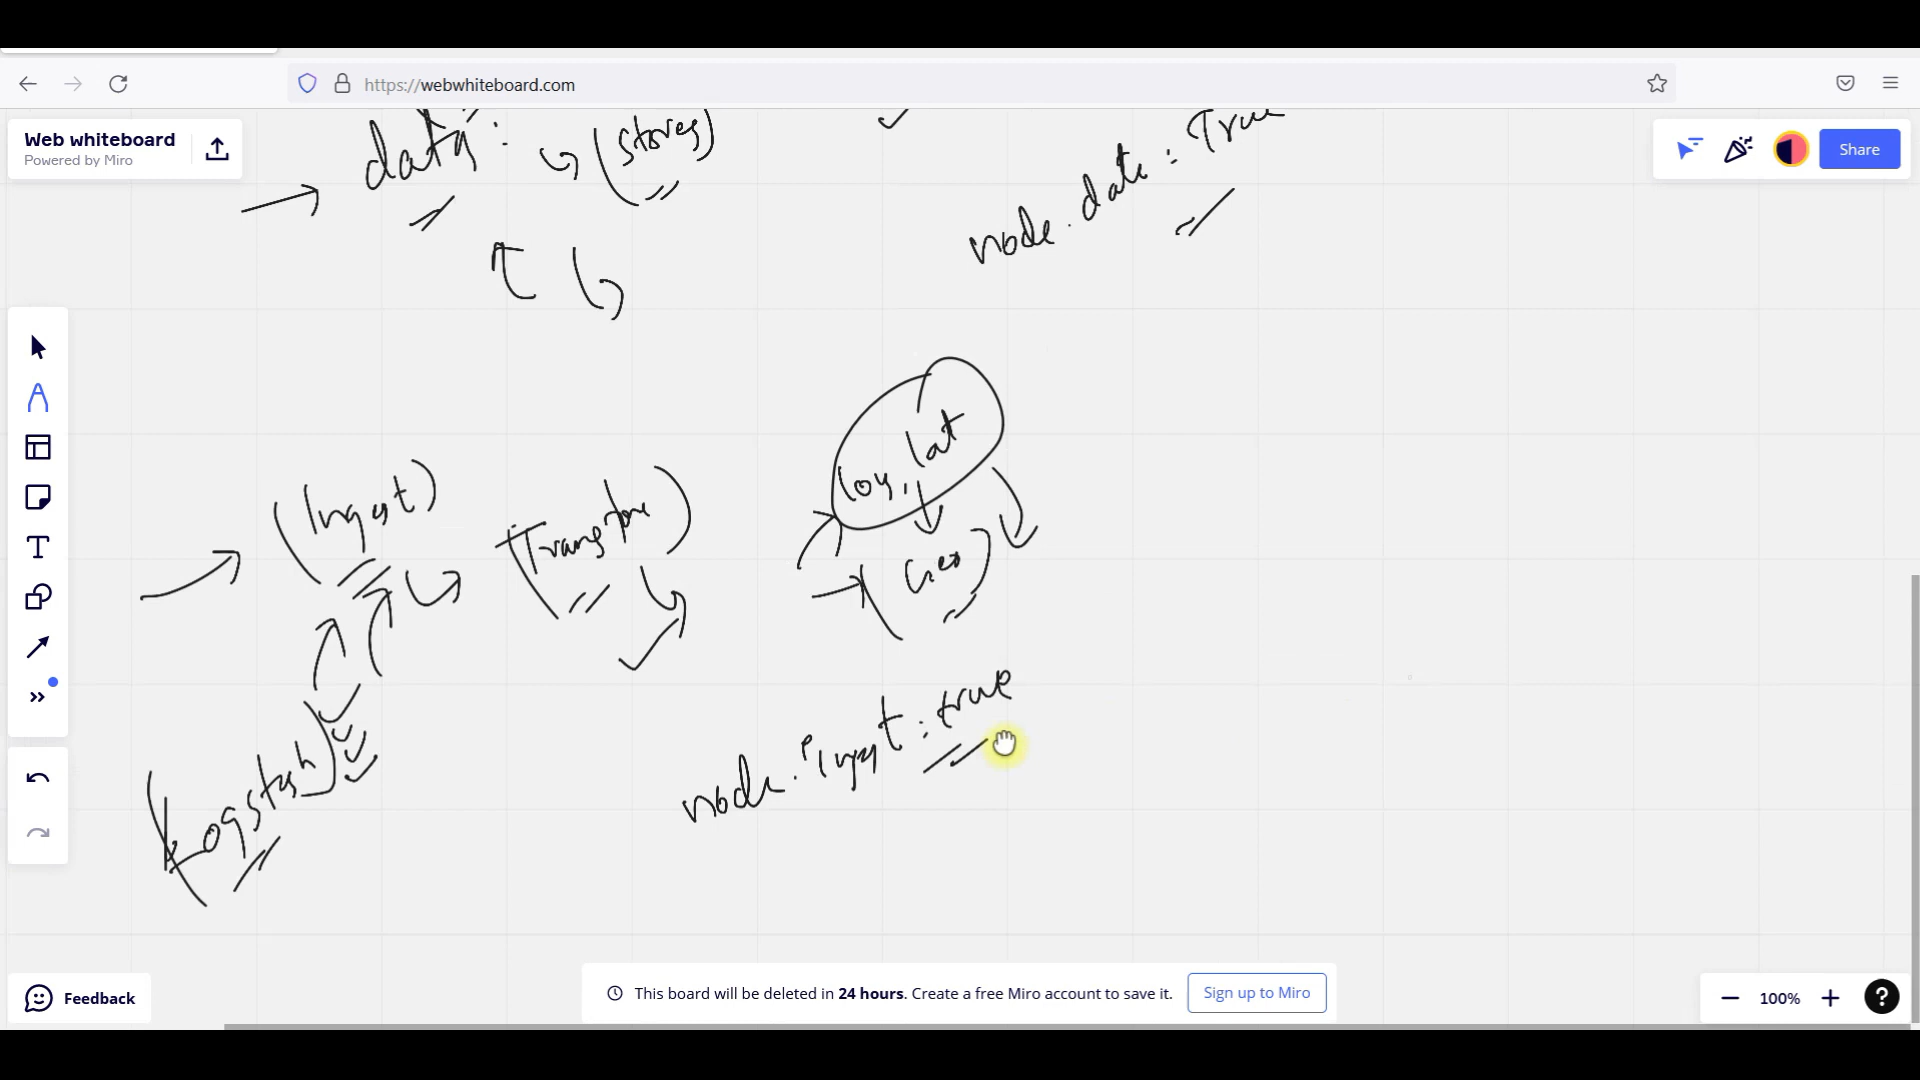 https://webwhiteboard.com
Web whiteboard
Powered by Miro
Share
data:
(stores)
node.data: True
(Ingest)
(Transform)
lon, lat
(Geo)
node.ingest: true
(Logstash)
Feedback
This board will be deleted in 24 hours. Create a free Miro account to save it.
Sign up to Miro
100%